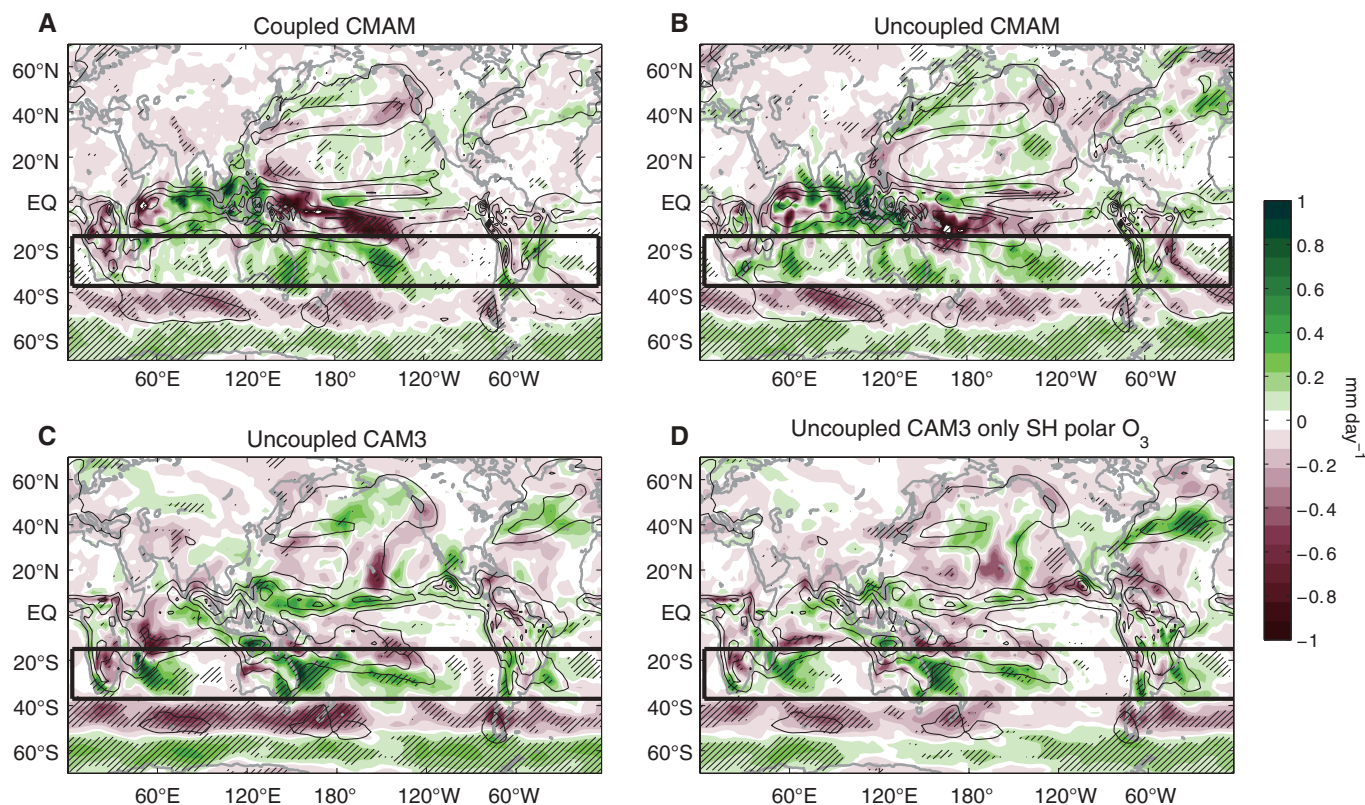 A Coupled CMAM
B Uncoupled CMAM
60°N
40°N
20°N
EQ
20°S
40°S
60°S
60°E 120°E 180° 120°W 60°W
60°E 120°E 180° 120°W 60°W
C Uncoupled CAM3
D Uncoupled CAM3 only SH polar O3
60°N
40°N
20°N
EQ
20°S
40°S
60°S
60°N
40°N
20°N
EQ
20°S
40°S
60°S
60°N
40°N
20°N
EQ
20°S
40°S
60°S
60°E 120°E 180° 120°W 60°W
60°E 120°E 180° 120°W 60°W
1
0.8
0.6
0.4
0.2
0
−0.2
−0.4
−0.6
−0.8
−1
mm day−1